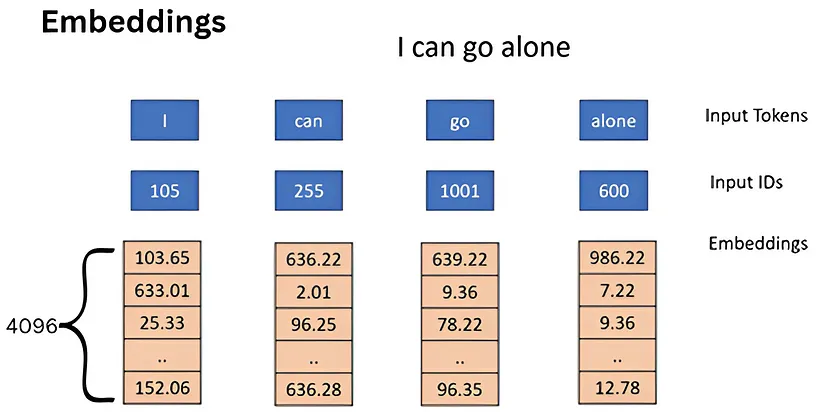 Embeddings
I can go alone
I can go alone Input Tokens
105 255 1001 600 Input IDs
Embeddings
103.65 636.22 639.22 986.22
633.01 2.01 9.36 7.22
4096 25.33 96.25 78.22 9.36
.. .. .. ..
152.06 636.28 96.35 12.78